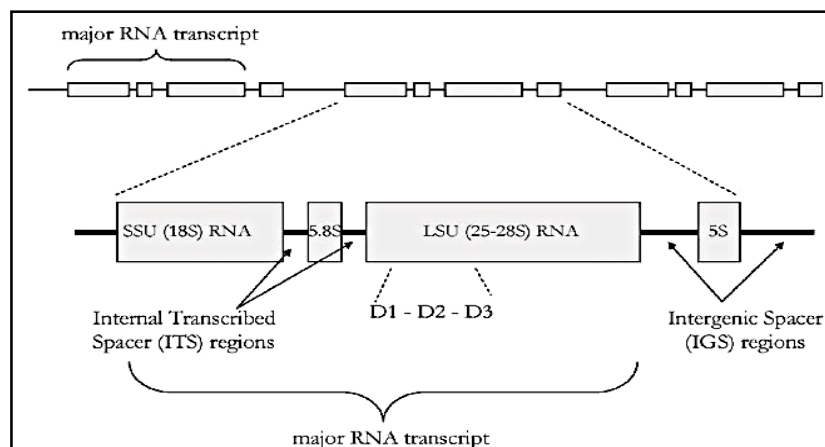 major RNA transcript
SSU (18S) RNA
5.8S
LSU (25-28S) RNA
5S
Internal Transcribed
Spacer (ITS) regions
D1 - D2 - D3
Intergenic Spacer
(IGS) regions
major RNA transcript